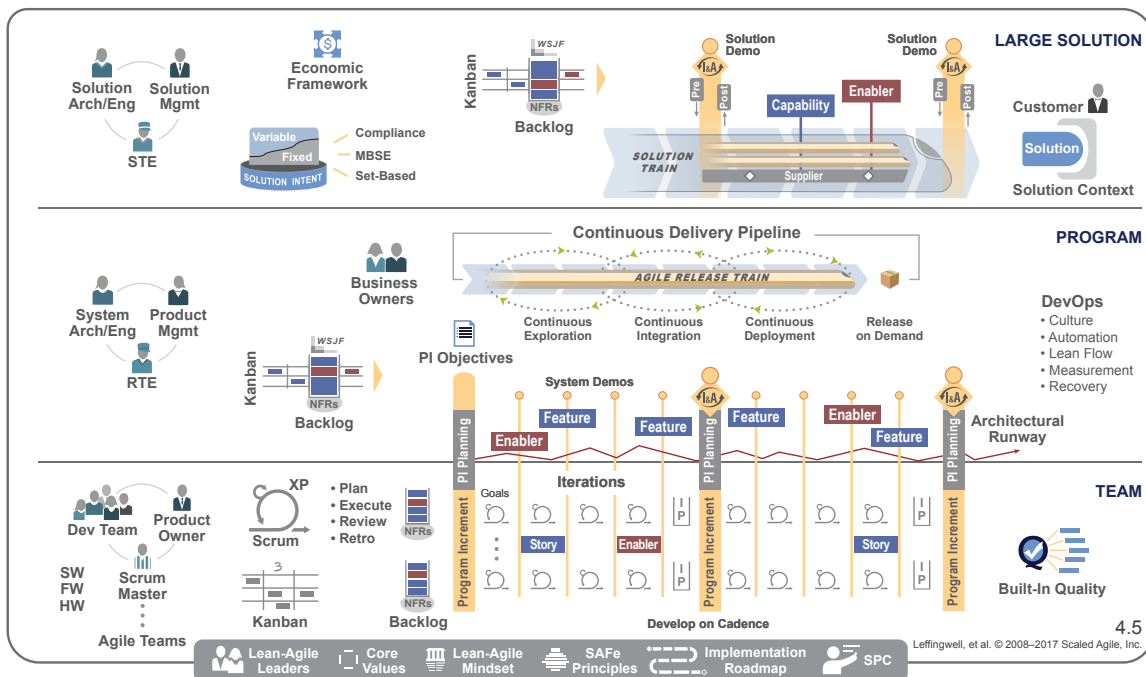 LARGE SOLUTION
Solution
Arch/Eng
Solution
Mgmt
STE
Economic
Framework
Variable
Fixed
SOLUTION INTENT
Compliance
MBSE
Set-Based
Kanban
WSJF
NFRs
Backlog
Solution
Demo
I&A
Pre
Post
Capability
Enabler
Solution
Demo
I&A
Pre
Post
SOLUTION
TRAIN
Supplier
Customer
Solution
Solution Context
PROGRAM
System
Arch/Eng
Product
Mgmt
RTE
Business
Owners
Continuous Delivery Pipeline
AGILE RELEASE TRAIN
Continuous
Exploration
Continuous
Integration
Continuous
Deployment
Release
on Demand
DevOps
• Culture
• Automation
• Lean Flow
• Measurement
• Recovery
Kanban
WSJF
NFRs
Backlog
PI Objectives
System Demos
Enabler
Feature
Feature
I&A
Feature
Enabler
Feature
I&A
Architectural
Runway
PI Planning
PI Planning
PI Planning
TEAM
Dev Team
Product
Owner
Scrum
Master
SW
FW
HW
Agile Teams
XP
Scrum
• Plan
• Execute
• Review
• Retro
3
Kanban
NFRs
NFRs
Backlog
Program Increment
Goals
Iterations
Story
Enabler
I
P
I
P
Program Increment
Story
I
P
I
P
Program Increment
Develop on Cadence
Built-In Quality
4.5
Leffingwell, et al. © 2008–2017 Scaled Agile, Inc.
Lean-Agile
Leaders
Core
Values
Lean-Agile
Mindset
SAFe
Principles
Implementation
Roadmap
SPC